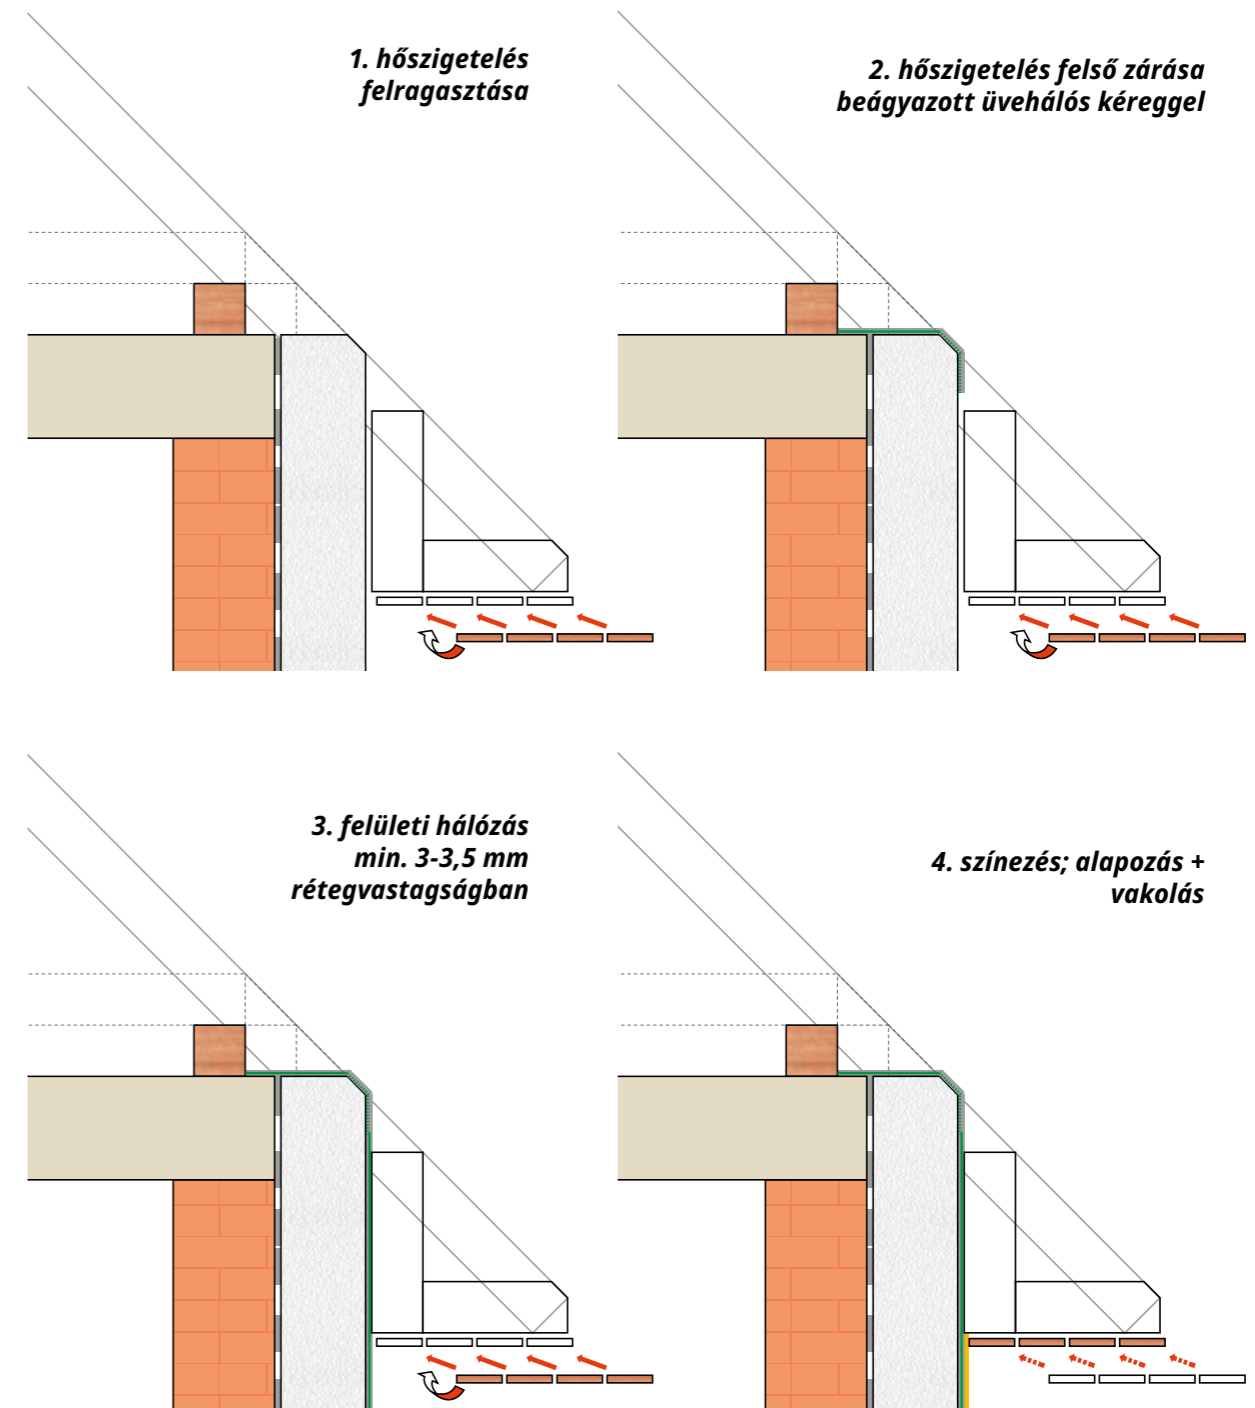 1. hőszigetelés
felragasztása
2. hőszigetelés felső zárása
beágyazott üvehálós kéreggel
3. felületi hálózás
min. 3-3,5 mm
rétegvastagságban
4. színezés; alapozás +
vakolás